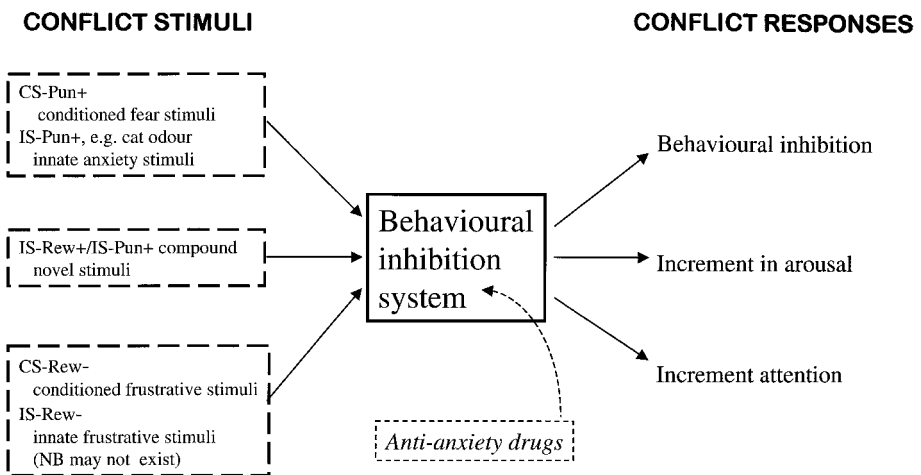 CONFLICT STIMULI
CONFLICT RESPONSES
CS-Pun+
conditioned fear stimuli
IS-Pun+, e.g. cat odour
innate anxiety stimuli
IS-Rew+/IS-Pun+ compound
novel stimuli
CS-Rew-
conditioned frustrative stimuli
IS-Rew-
innate frustrative stimuli
(NB may not exist)
Behavioural
inhibition
system
Anti-anxiety drugs
Behavioural inhibition
Increment in arousal
Increment attention